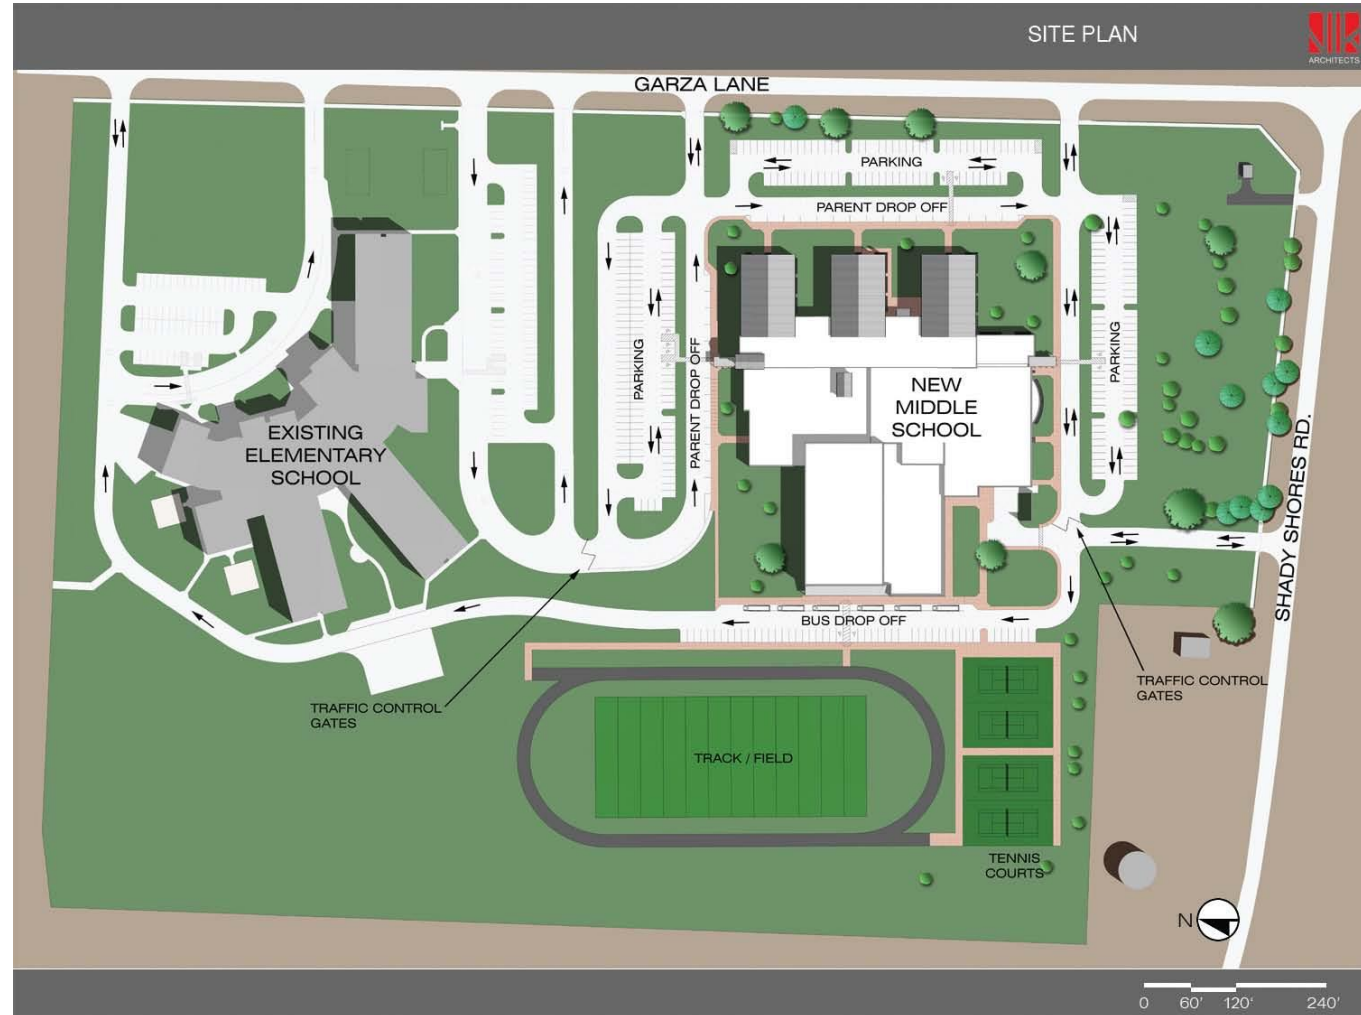 SITE PLAN
ARCHITECTS
GARZA LANE
PARKING
PARENT DROP OFF
PARKING
PARENT DROP OFF
PARKING
NEW
MIDDLE
SCHOOL
EXISTING
ELEMENTARY
SCHOOL
SHADY SHORES RD.
BUS DROP OFF
TRAFFIC CONTROL
GATES
TRAFFIC CONTROL
GATES
TRACK / FIELD
TENNIS
COURTS
N
0 60' 120' 240'